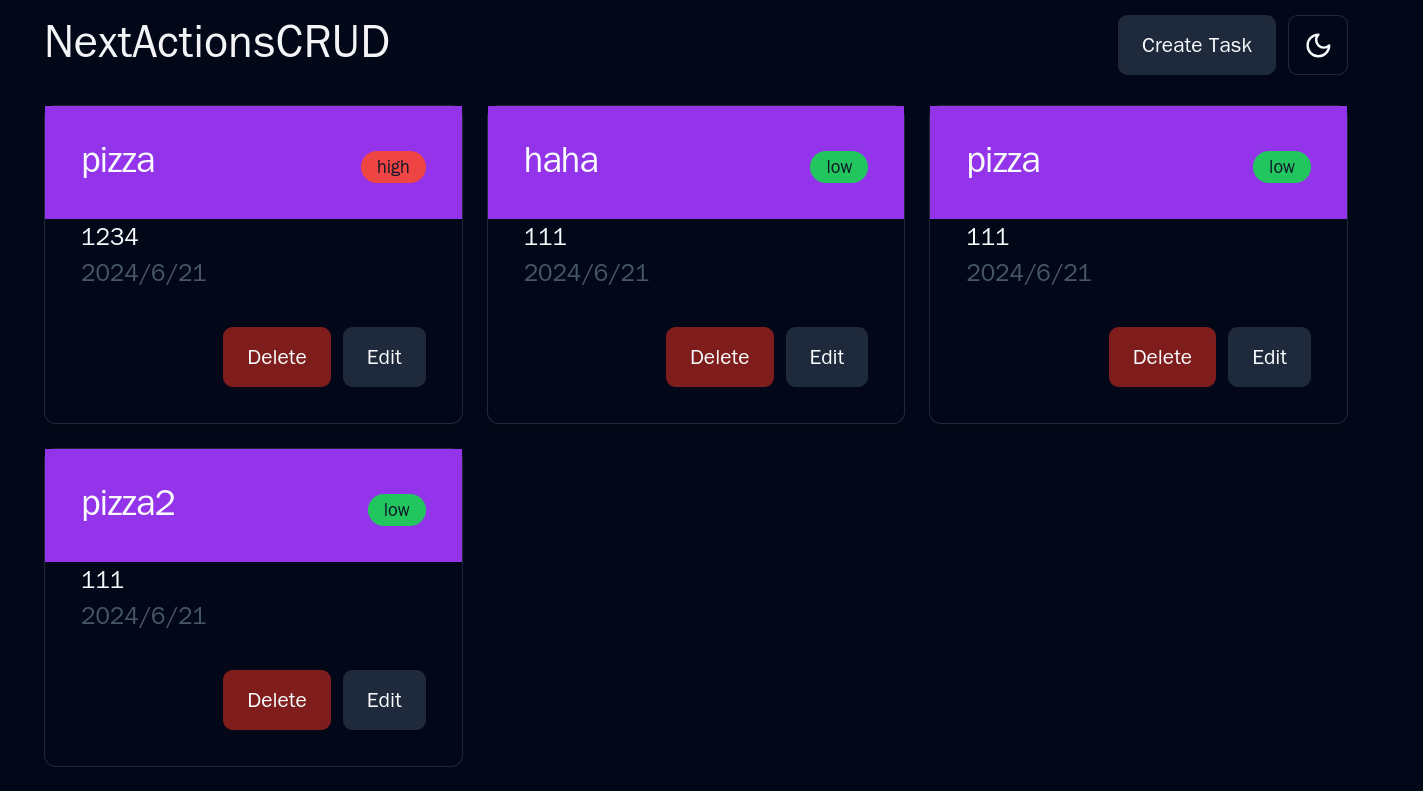 NextActionsCRUD
Create Task
pizza
high
1234
2024/6/21
Delete
Edit
haha
low
111
2024/6/21
Delete
Edit
pizza
low
111
2024/6/21
Delete
Edit
pizza2
low
111
2024/6/21
Delete
Edit